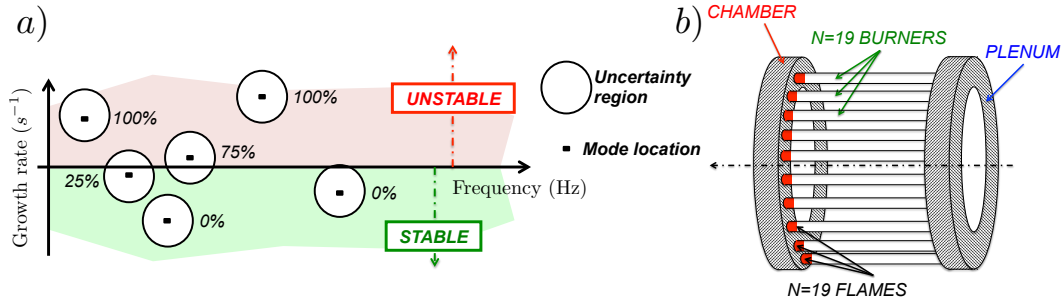 a)
Growth rate (s⁻¹)
100%
100%
75%
25%
0%
0%
UNSTABLE
STABLE
Frequency (Hz)
Uncertainty
region
Mode location
b)
CHAMBER
N=19 BURNERS
PLENUM
N=19 FLAMES